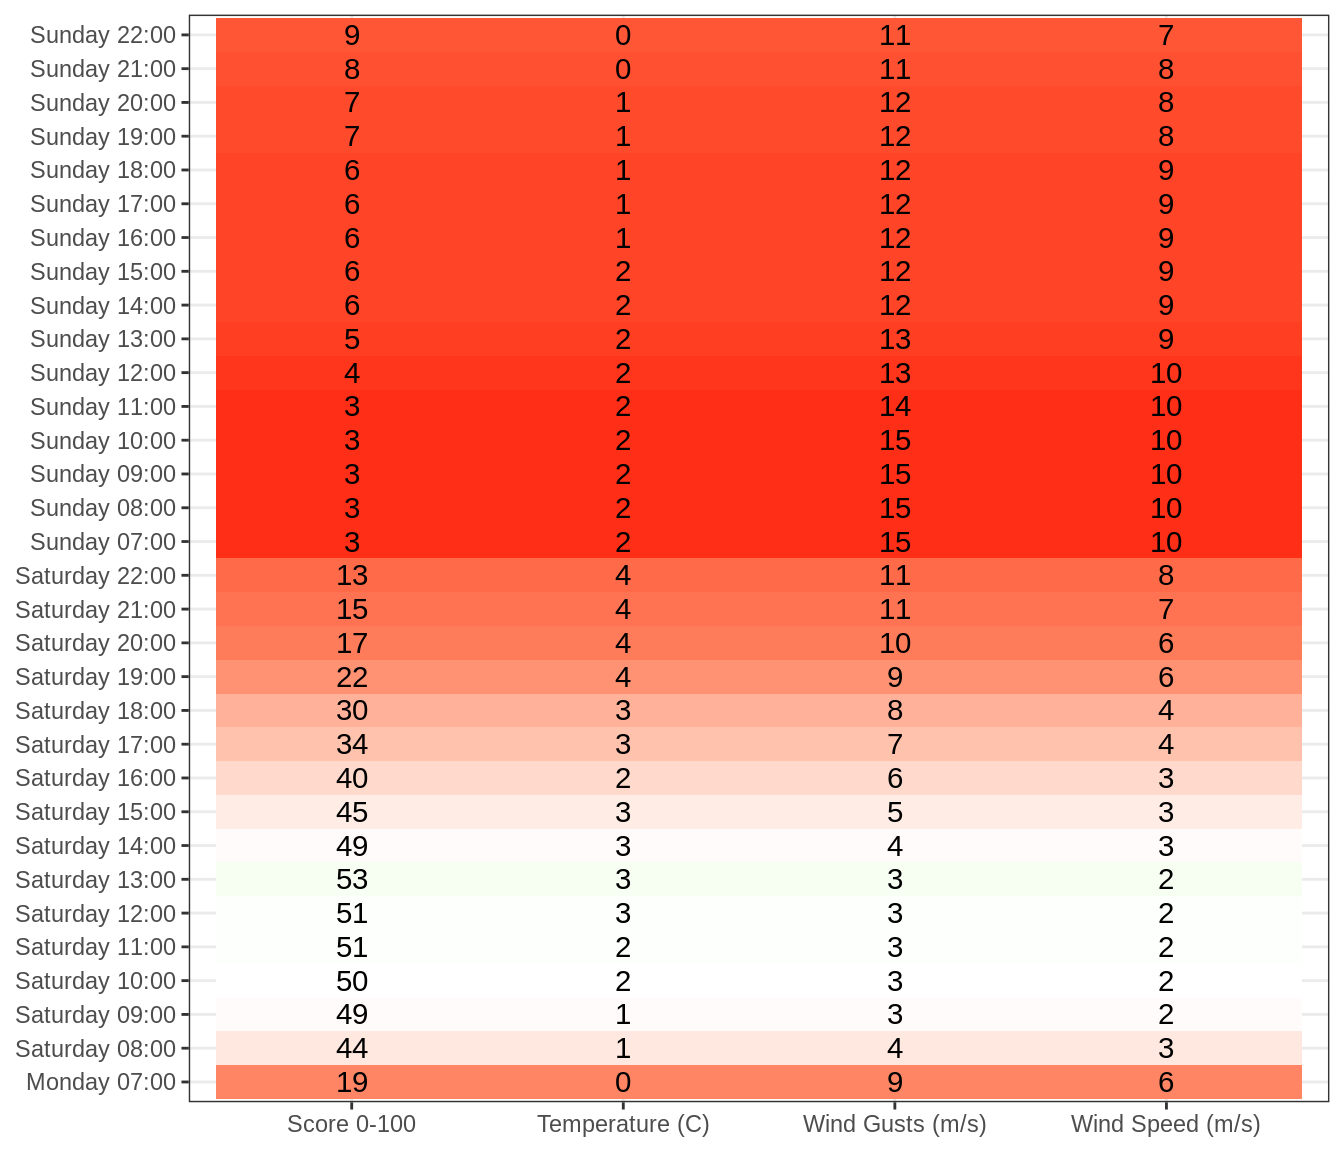 Sunday 22:00 9 0 11 7
Sunday 21:00 8 0 11 8
Sunday 20:00 7 1 12 8
Sunday 19:00 7 1 12 8
Sunday 18:00 6 1 12 9
Sunday 17:00 6 1 12 9
Sunday 16:00 6 1 12 9
Sunday 15:00 6 2 12 9
Sunday 14:00 6 2 12 9
Sunday 13:00 5 2 13 9
Sunday 12:00 4 2 13 10
Sunday 11:00 3 2 14 10
Sunday 10:00 3 2 15 10
Sunday 09:00 3 2 15 10
Sunday 08:00 3 2 15 10
Sunday 07:00 3 2 15 10
Saturday 22:00 13 4 11 8
Saturday 21:00 15 4 11 7
Saturday 20:00 17 4 10 6
Saturday 19:00 22 4 9 6
Saturday 18:00 30 3 8 4
Saturday 17:00 34 3 7 4
Saturday 16:00 40 2 6 3
Saturday 15:00 45 3 5 3
Saturday 14:00 49 3 4 3
Saturday 13:00 53 3 3 2
Saturday 12:00 51 3 3 2
Saturday 11:00 51 2 3 2
Saturday 10:00 50 2 3 2
Saturday 09:00 49 1 3 2
Saturday 08:00 44 1 4 3
Monday 07:00 19 0 9 6
Score 0-100 Temperature (C) Wind Gusts (m/s) Wind Speed (m/s)